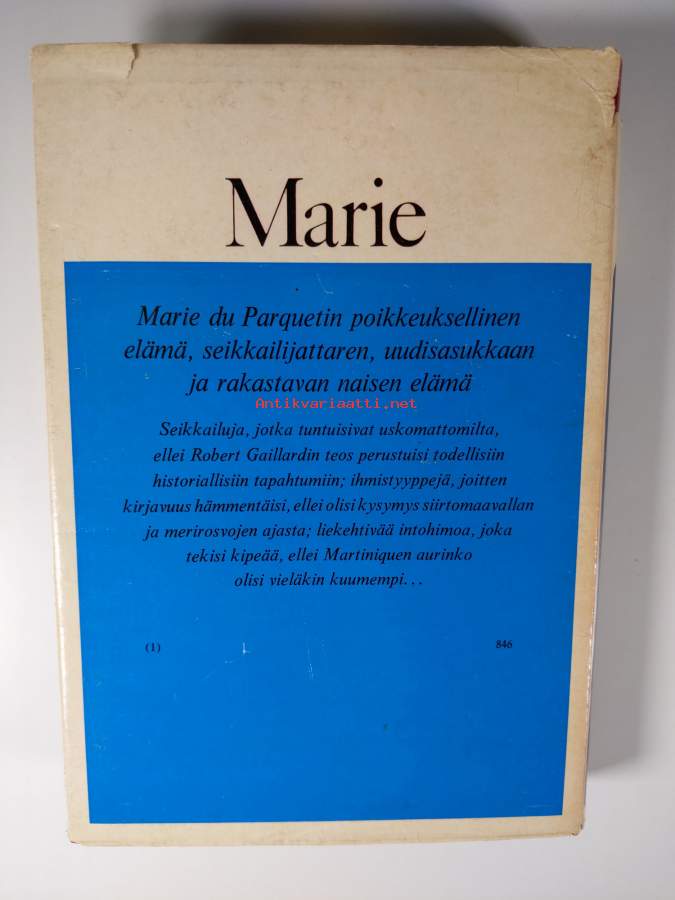 Marie
Marie du Parquetin poikkeuksellinen
elämä, seikkailijattaren, uudisasukkaan
ja rakastavan naisen elämä
Antikvariaatti.net
Seikkailuja, jotka tuntuisivat uskomattomilta,
ellei Robert Gaillardin teos perustuisi todellisiin
historiallisiin tapahtumiin; ihmistyyppejä, joitten
kirjavuus hämmentäisi, ellei olisi kysymys siirtomaavallan
ja merirosvojen ajasta; liekehtivää intohimoa, joka
tekisi kipeää, ellei Martiniquen aurinko
olisi vieläkin kuumempi...
(1) 846